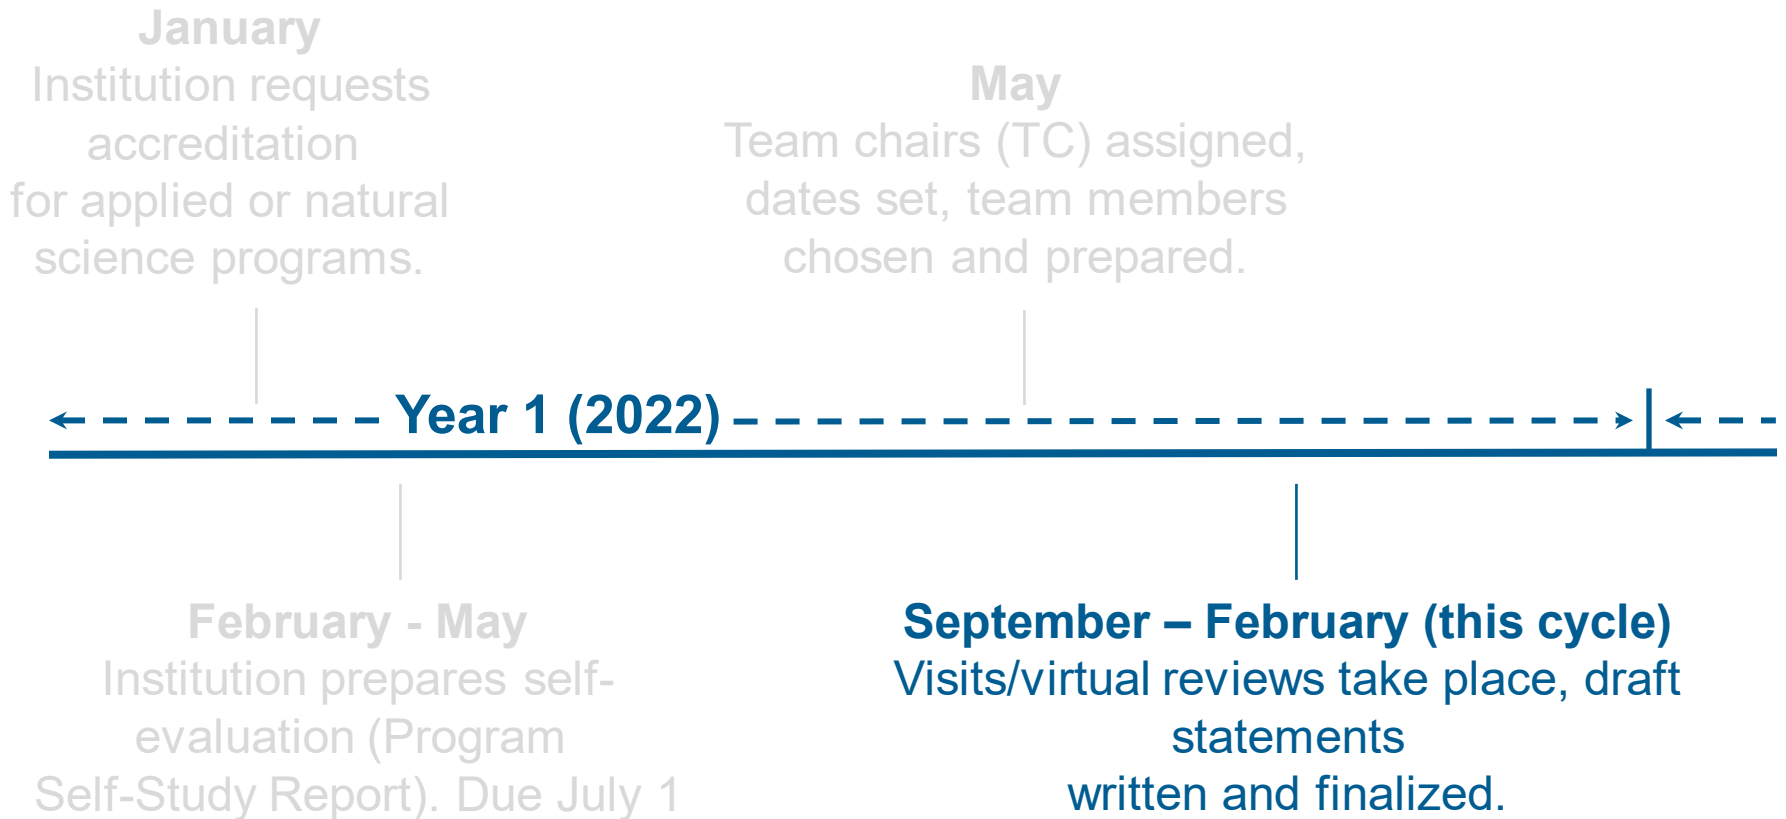 January
Institution requests
accreditation
for applied or natural
science programs.
May
Team chairs (TC) assigned,
dates set, team members
chosen and prepared.
Year 1 (2022)
February - May
Institution prepares self-
evaluation (Program
Self-Study Report). Due July 1
September – February (this cycle)
Visits/virtual reviews take place, draft
statements
written and finalized.